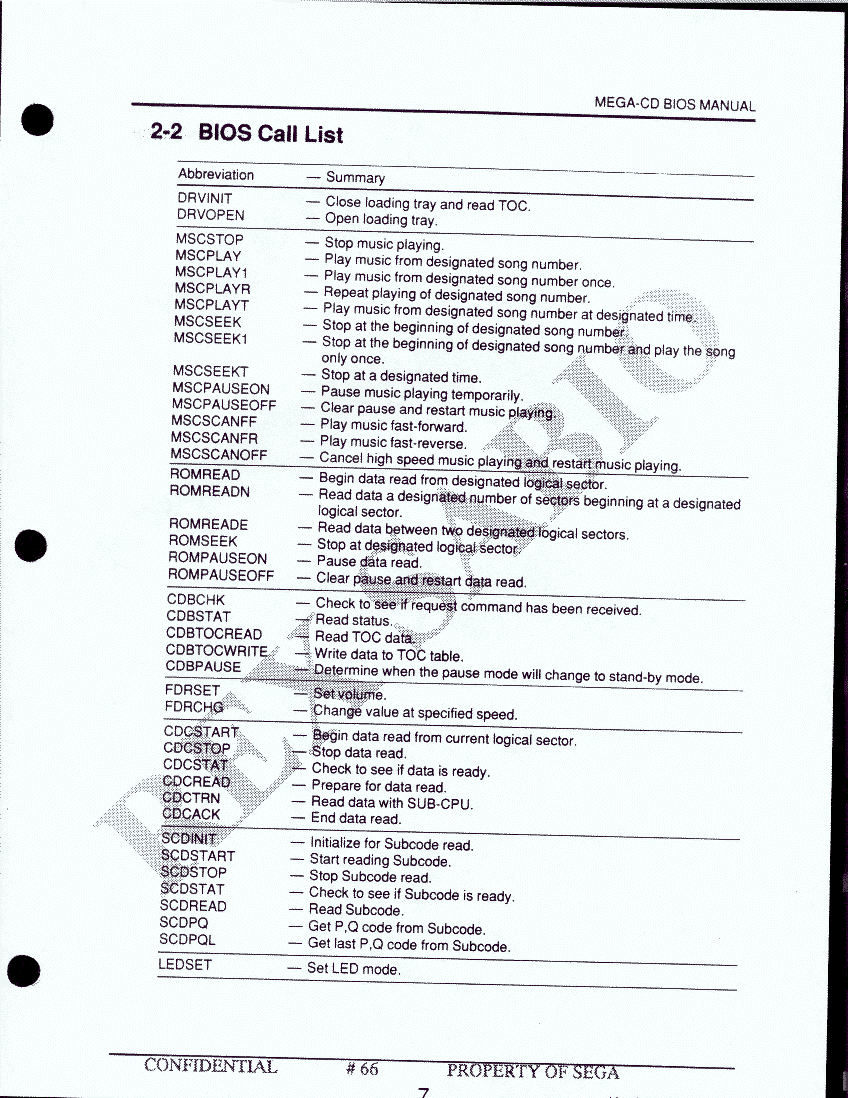 MEGA-CD BIOS MANUAL
2-2 BIOS Call List
Abbreviation — Summary
DRVINIT — Close loading tray and read TOC.
DRVOPEN — Open loading tray.
MSCSTOP — Stop music playing.
MSCPLAY — Play music from designated song number.
MSCPLAY1 — Play music from designated song number once.
MSCPLAYR — Repeat playing of designated song number.
MSCPLAYT — Play music from designated song number at designated time.
MSCSEEK — Stop at the beginning of designated song number.
MSCSEEK1 — Stop at the beginning of designated song number and play the song
only once.
MSCSEEKT — Stop at a designated time.
MSCPAUSEON — Pause music playing temporarily.
MSCPAUSEOFF — Clear pause and restart music playing.
MSCSCANFF — Play music fast-forward.
MSCSCANFR — Play music fast-reverse.
MSCSCANOFF — Cancel high speed music playing and restart music playing.
ROMREAD — Begin data read from designated logical sector.
ROMREADN — Read data a designated number of sectors beginning at a designated
logical sector.
ROMREADE — Read data between two designated logical sectors.
ROMSEEK — Stop at designated logical sector.
ROMPAUSEON — Pause data read.
ROMPAUSEOFF — Clear pause and restart data read.
CDBCHK — Check to see if request command has been received.
CDBSTAT — Read status.
CDBTOCREAD — Read TOC data.
CDBTOCWRITE — Write data to TOC table.
CDBPAUSE — Determine when the pause mode will change to stand-by mode.
FDRSET — Set volume.
FDRCHG — Change value at specified speed.
CDCSTART — Begin data read from current logical sector.
CDCSTOP — Stop data read.
CDCSTAT — Check to see if data is ready.
CDCREAD — Prepare for data read.
CDCTRN — Read data with SUB-CPU.
CDCACK — End data read.
SCDINIT — Initialize for Subcode read.
SCDSTART — Start reading Subcode.
SCDSTOP — Stop Subcode read.
SCDSTAT — Check to see if Subcode is ready.
SCDREAD — Read Subcode.
SCDPQ — Get P,Q code from Subcode.
SCDPQL — Get last P,Q code from Subcode.
LEDSET — Set LED mode.
CONFIDENTIAL # 66 PROPERTY OF SEGA
7